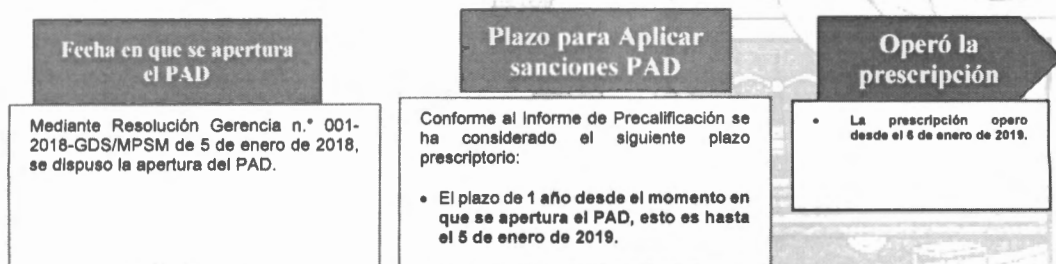 Fecha en que se apertura
el PAD
Mediante Resolución Gerencia n.° 001-
2018-GDS/MPSM de 5 de enero de 2018,
se dispuso la apertura del PAD.
Plazo para Aplicar
sanciones PAD
Conforme al Informe de Precalificación se
ha considerado el siguiente plazo
prescriptorio:
• El plazo de 1 año desde el momento en
que se apertura el PAD, esto es hasta
el 5 de enero de 2019.
Operó la
prescripción
• La prescripción opero
desde el 6 de enero de 2019.